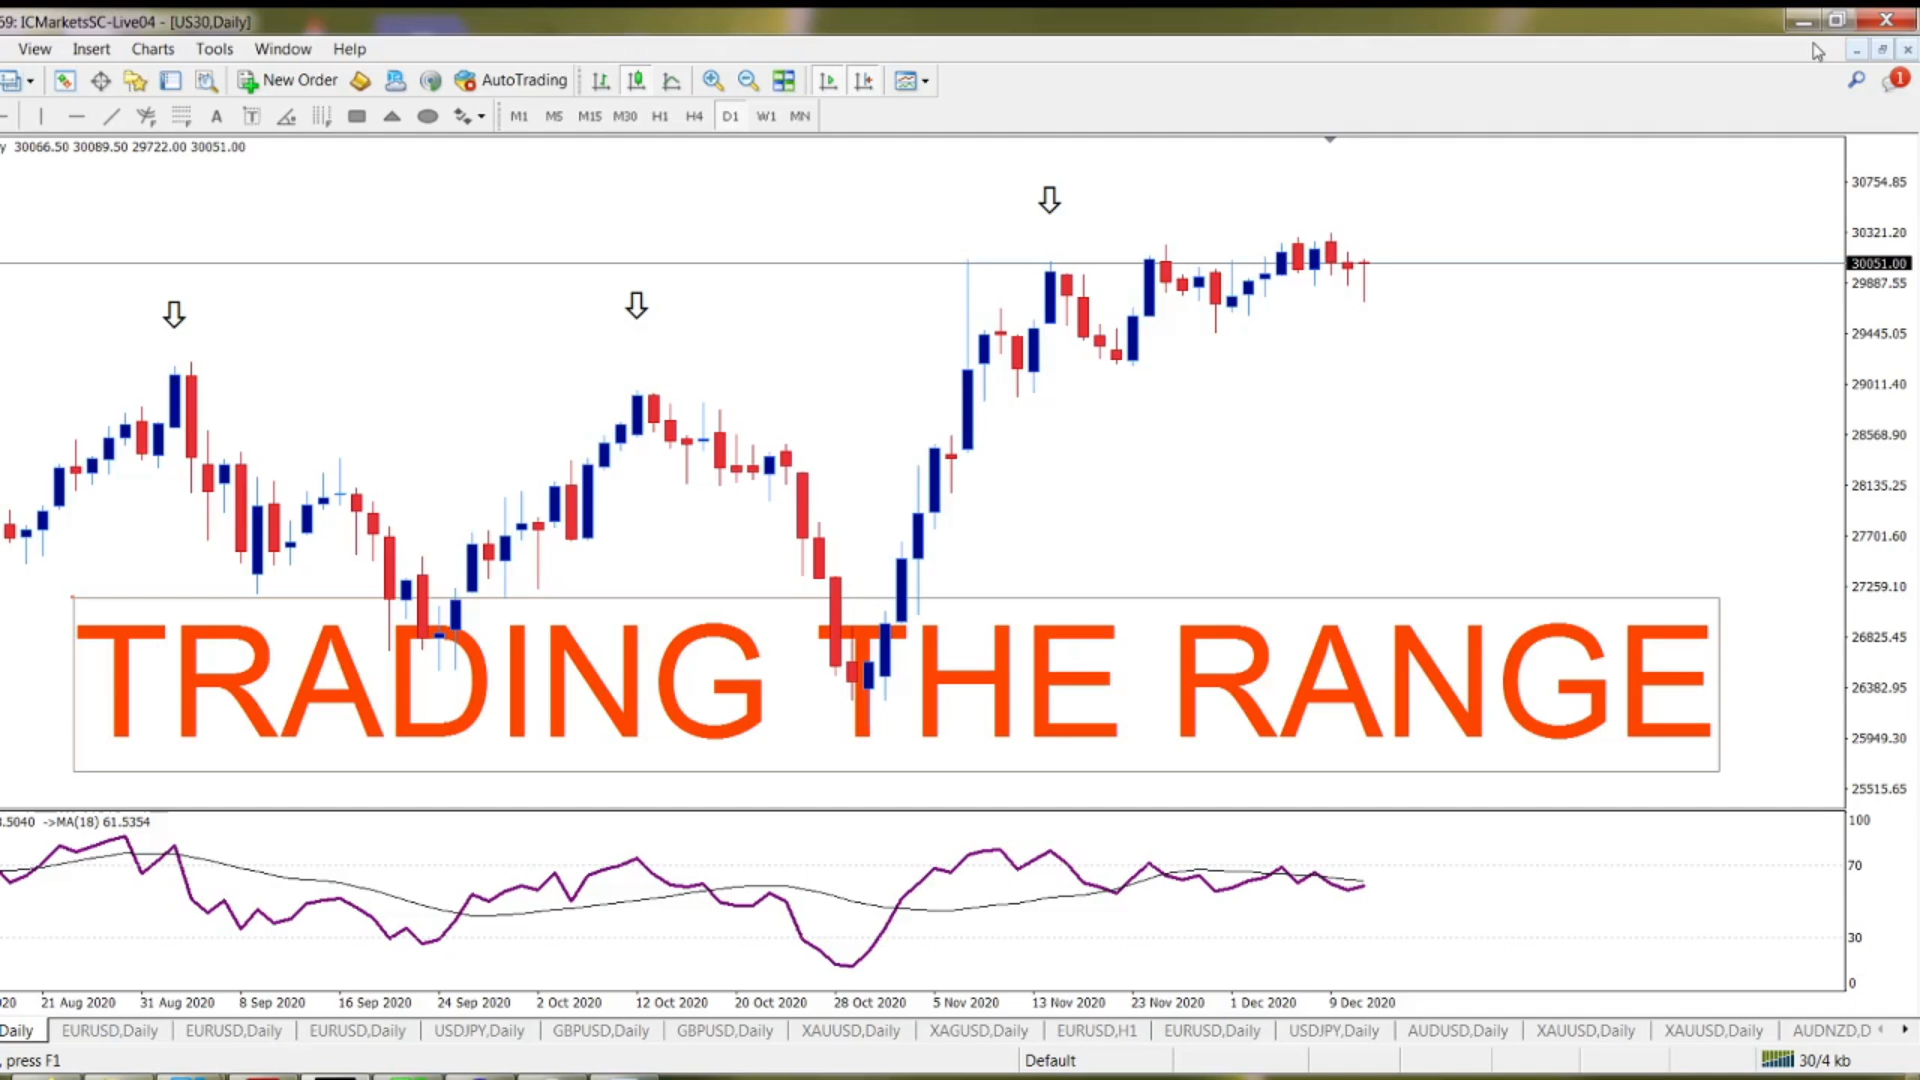 59: ICMarketsSC-Live04 - [US30,Daily]
View Insert Charts Tools Window Help
New Order AutoTrading 1
A T M1 M5 M15 M30 H1 H4 D1 W1 MN
y 30066.50 30089.50 29722.00 30051.00
30754.85
30321.20
30051.00
29887.55
29445.05
29011.40
28568.90
28135.25
27701.60
27259.10
26825.45
TRADING THE RANGE
26382.95
25949.30
25515.65
3.5040 ->MA(18) 61.5354
100
70
30
0
020 21 Aug 2020 31 Aug 2020 8 Sep 2020 16 Sep 2020 24 Sep 2020 2 Oct 2020 12 Oct 2020 20 Oct 2020 28 Oct 2020 5 Nov 2020 13 Nov 2020 23 Nov 2020 1 Dec 2020 9 Dec 2020
Daily EURUSD,Daily EURUSD,Daily EURUSD,Daily USDJPY,Daily GBPUSD,Daily GBPUSD,Daily XAUUSD,Daily XAGUSD,Daily EURUSD,H1 EURUSD,Daily USDJPY,Daily AUDUSD,Daily XAUUSD,Daily XAUUSD,Daily AUDNZD,D
, press F1 Default 30/4 kb